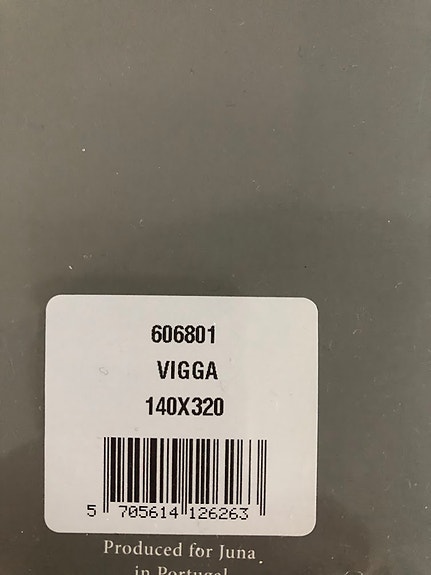 606801
VIGGA
140X320
5 705614 126263
Produced for Juna
in Portugal